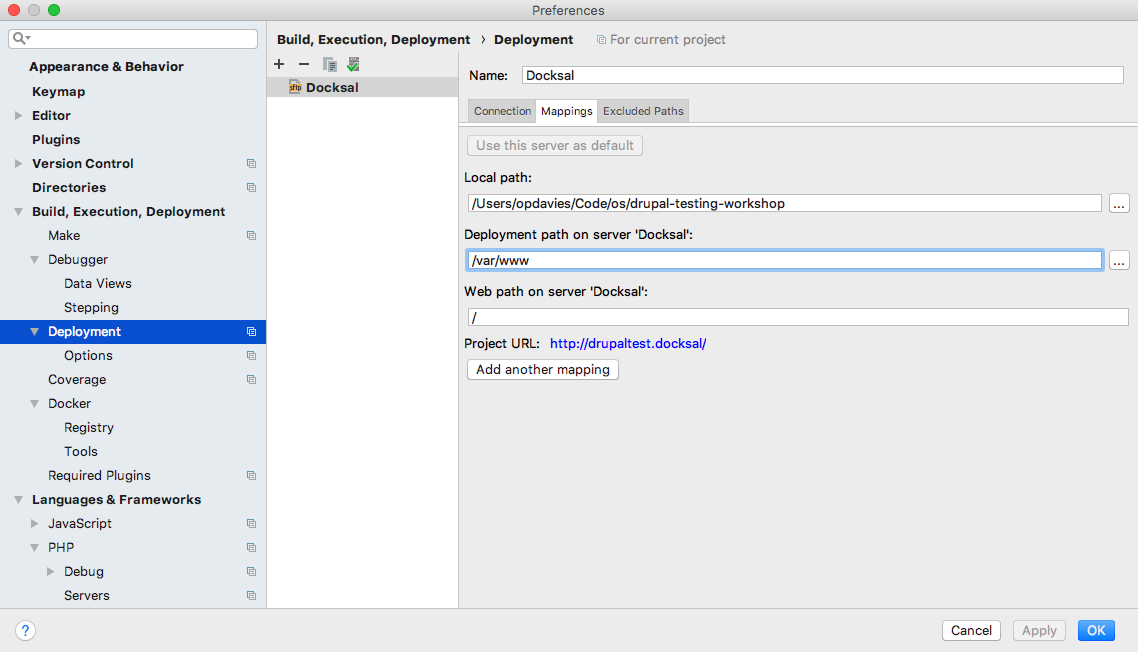 Preferences
Appearance & Behavior
Keymap
Editor
Plugins
Version Control
Directories
Build, Execution, Deployment
Make
Debugger
Data Views
Stepping
Deployment
Options
Coverage
Docker
Registry
Tools
Required Plugins
Languages & Frameworks
JavaScript
PHP
Debug
Servers
?
Build, Execution, Deployment › Deployment For current project
sftp Docksal
Name: Docksal
Connection Mappings Excluded Paths
Use this server as default
Local path:
/Users/opdavies/Code/os/drupal-testing-workshop ...
Deployment path on server 'Docksal':
/var/www ...
Web path on server 'Docksal':
/
Project URL: http://drupaltest.docksal/
Add another mapping
Cancel Apply OK